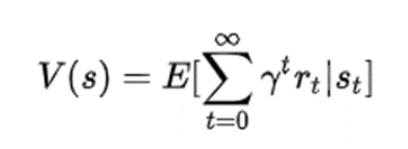 V(s) = E[∑_{t=0}^{∞} γ^t r_t|s_t]